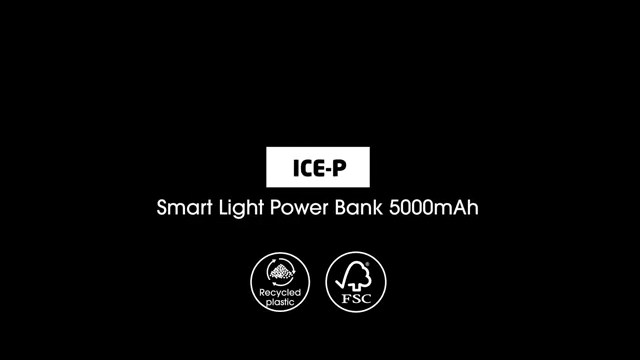 ICE-P
Smart Light Power Bank 5000mAh
Recycled
plastic
FSC